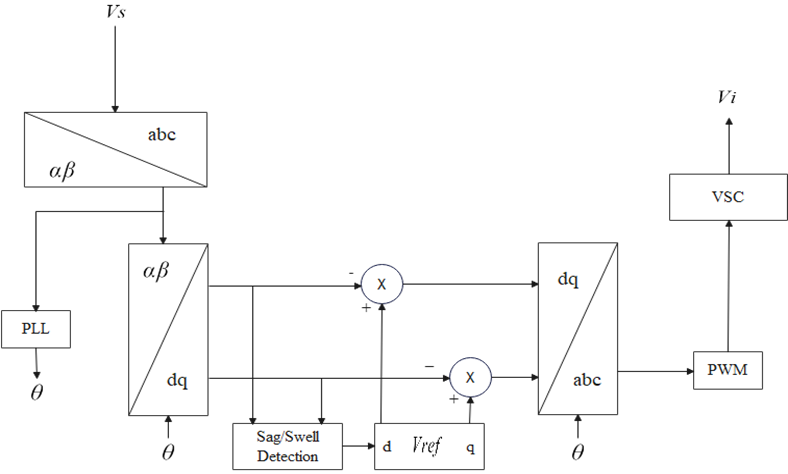 Vs
abc
αβ
Vi
VSC
αβ
dq
-
X
+
dq
abc
PLL
θ
–
X
+
PWM
θ
Sag/Swell
Detection
d Vref q
θ